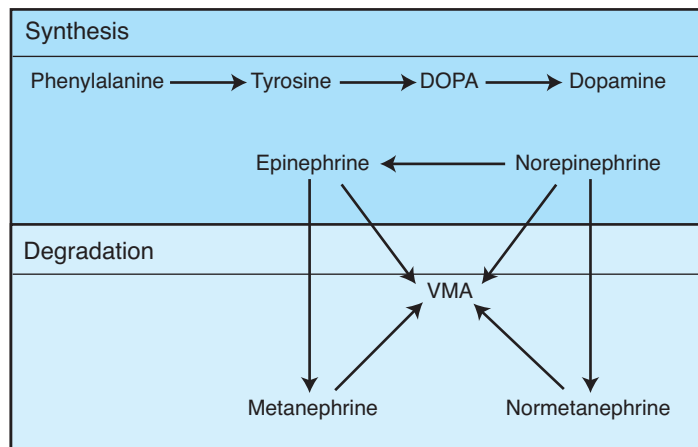 Synthesis
Phenylalanine Tyrosine DOPA Dopamine
Epinephrine Norepinephrine
Degradation
VMA
Metanephrine Normetanephrine